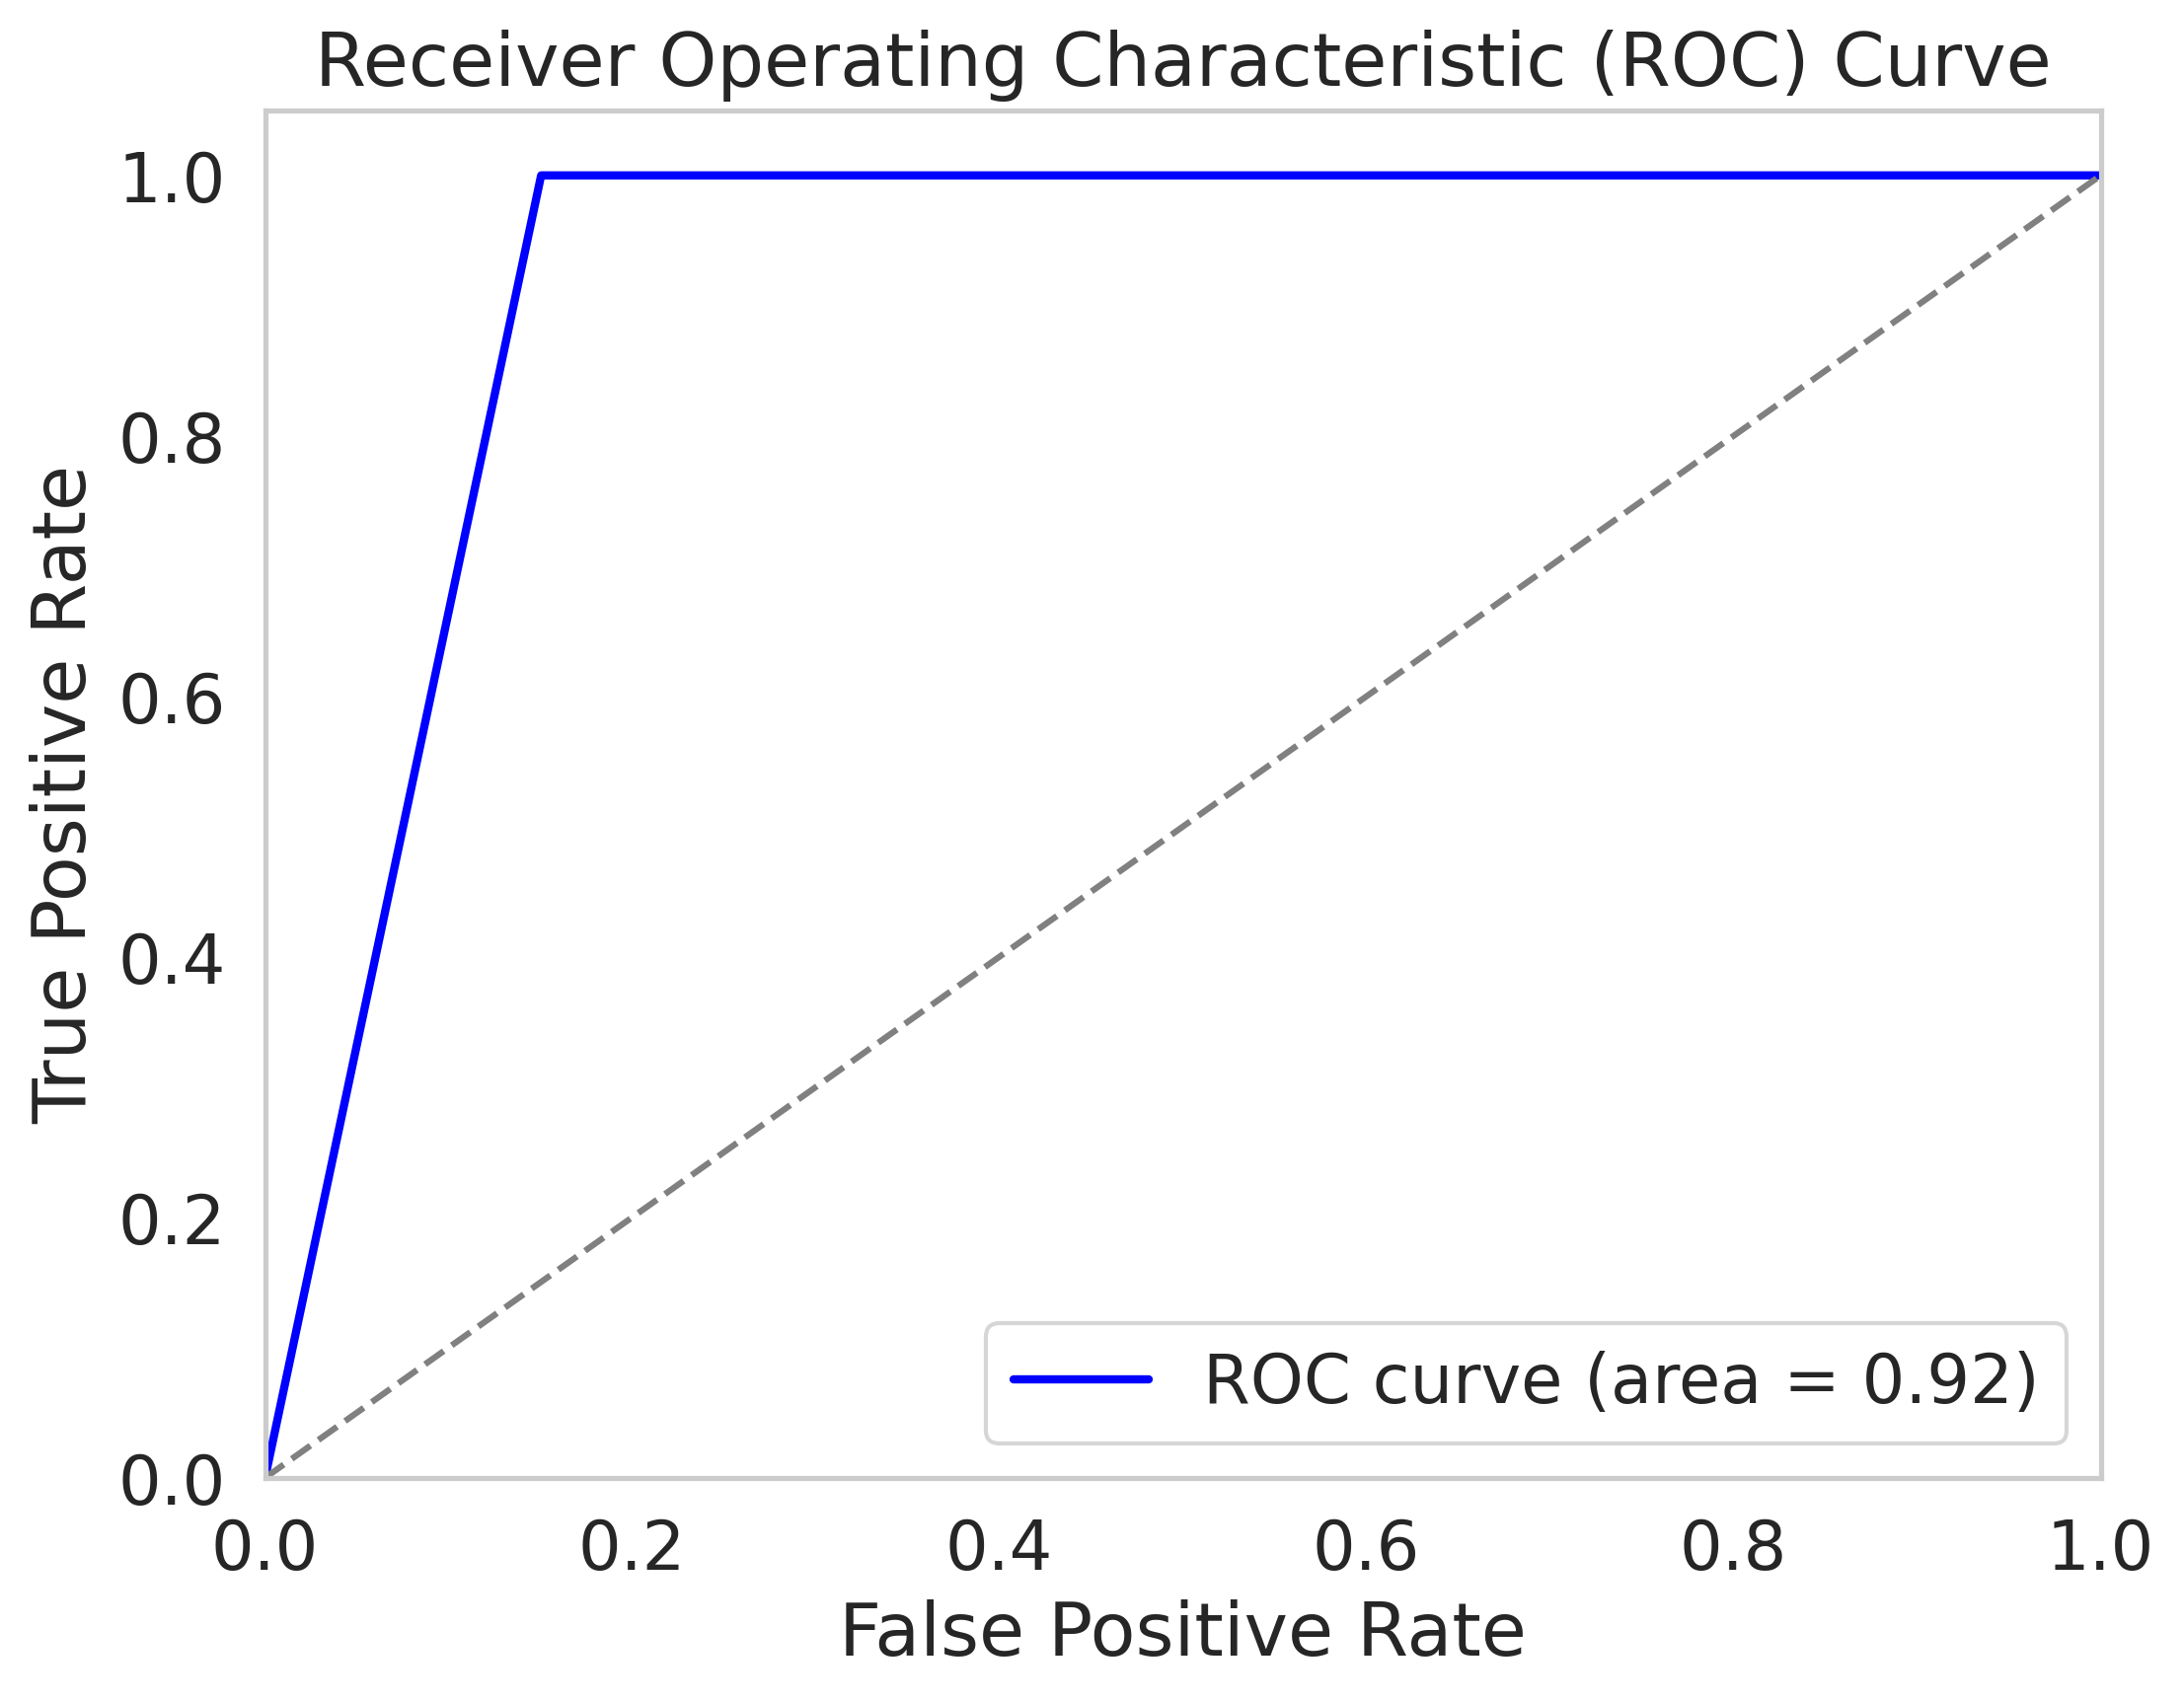 Receiver Operating Characteristic (ROC) Curve
1.0
0.8
0.6
0.4
0.2
0.0
True Positive Rate
ROC curve (area = 0.92)
0.0 0.2 0.4 0.6 0.8 1.0
False Positive Rate